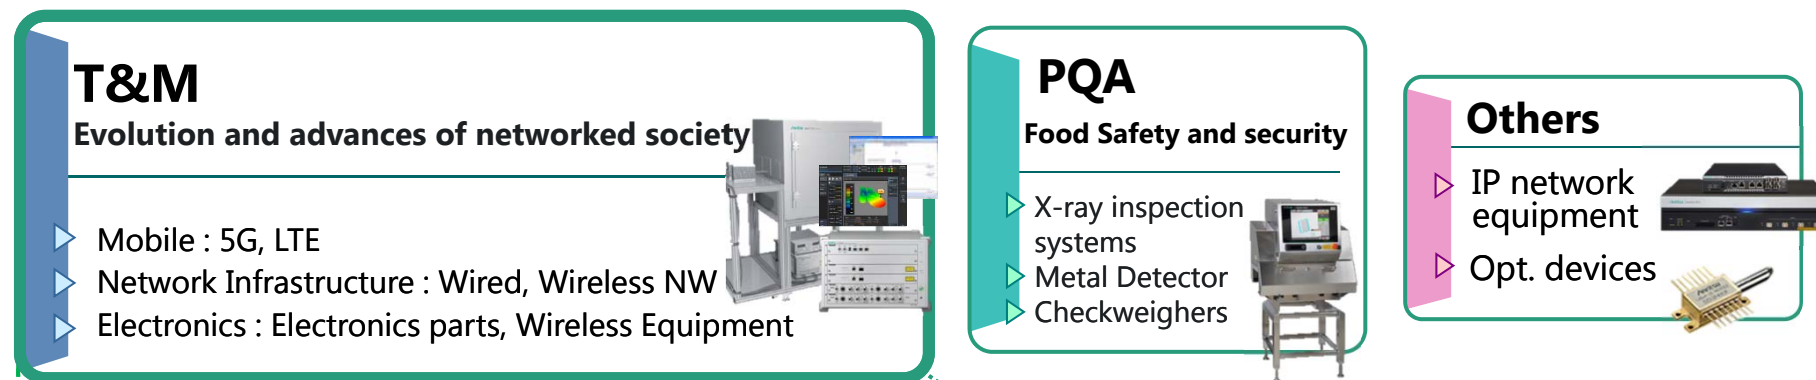 T&M
Evolution and advances of networked society
Mobile : 5G, LTE
Network Infrastructure : Wired, Wireless NW
Electronics : Electronics parts, Wireless Equipment
PQA
Food Safety and security
X-ray inspection
systems
Metal Detector
Checkweighers
Others
IP network
equipment
Opt. devices